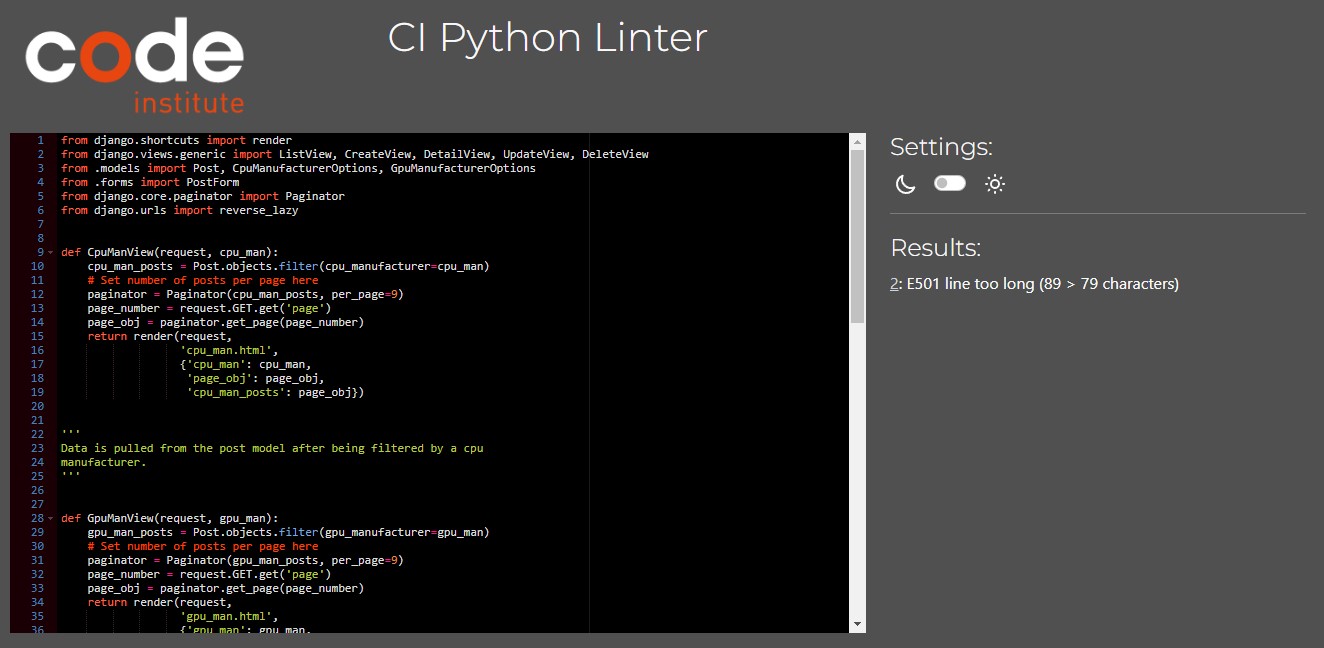 code
institute
CI Python Linter
1 from django.shortcuts import render
2 from django.views.generic import ListView, CreateView, DetailView, UpdateView, DeleteView
3 from .models import Post, CpuManufacturerOptions, GpuManufacturerOptions
4 from .forms import PostForm
5 from django.core.paginator import Paginator
6 from django.urls import reverse_lazy
7
8
9 def CpuManView(request, cpu_man):
10     cpu_man_posts = Post.objects.filter(cpu_manufacturer=cpu_man)
11     # Set number of posts per page here
12     paginator = Paginator(cpu_man_posts, per_page=9)
13     page_number = request.GET.get('page')
14     page_obj = paginator.get_page(page_number)
15     return render(request,
16                   'cpu_man.html',
17                   {'cpu_man': cpu_man,
18                    'page_obj': page_obj,
19                    'cpu_man_posts': page_obj})
20
21
22 '''
23 Data is pulled from the post model after being filtered by a cpu
24 manufacturer.
25 '''
26
27
28 def GpuManView(request, gpu_man):
29     gpu_man_posts = Post.objects.filter(gpu_manufacturer=gpu_man)
30     # Set number of posts per page here
31     paginator = Paginator(gpu_man_posts, per_page=9)
32     page_number = request.GET.get('page')
33     page_obj = paginator.get_page(page_number)
34     return render(request,
35                   'gpu_man.html',
36                   {'gpu_man': gpu_man,
Settings:
Results:
2: E501 line too long (89 > 79 characters)